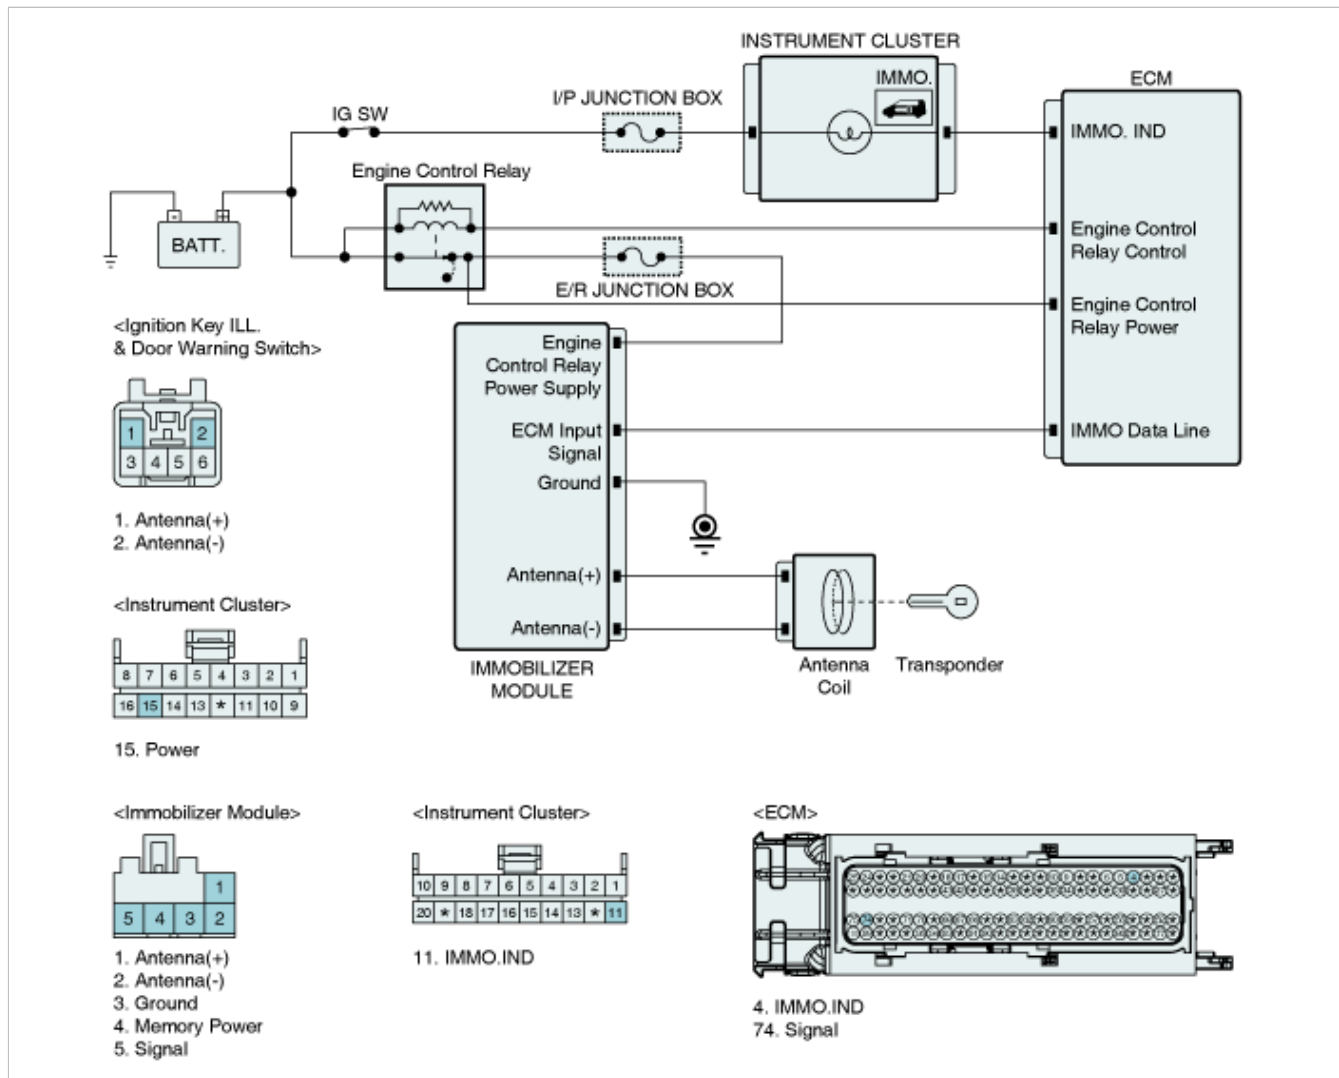 INSTRUMENT CLUSTER
IMMO.
ECM
I/P JUNCTION BOX
IG SW
IMMO. IND
Engine Control Relay
- +
BATT.
Engine Control
Relay Control
E/R JUNCTION BOX
Engine Control
Relay Power
<Ignition Key ILL.
& Door Warning Switch>
Engine
Control Relay
Power Supply
1 2
3 4 5 6
ECM Input
Signal
IMMO Data Line
Ground
1. Antenna(+)
2. Antenna(-)
Antenna(+)
Antenna(-)
IMMOBILIZER
MODULE
Antenna
Coil
Transponder
<Instrument Cluster>
8 7 6 5 4 3 2 1
16 15 14 13 * 11 10 9
15. Power
<Immobilizer Module>
1
5 4 3 2
1. Antenna(+)
2. Antenna(-)
3. Ground
4. Memory Power
5. Signal
<Instrument Cluster>
10 9 8 7 6 5 4 3 2 1
20 * 18 17 16 15 14 13 * 11
11. IMMO.IND
<ECM>
4. IMMO.IND
74. Signal